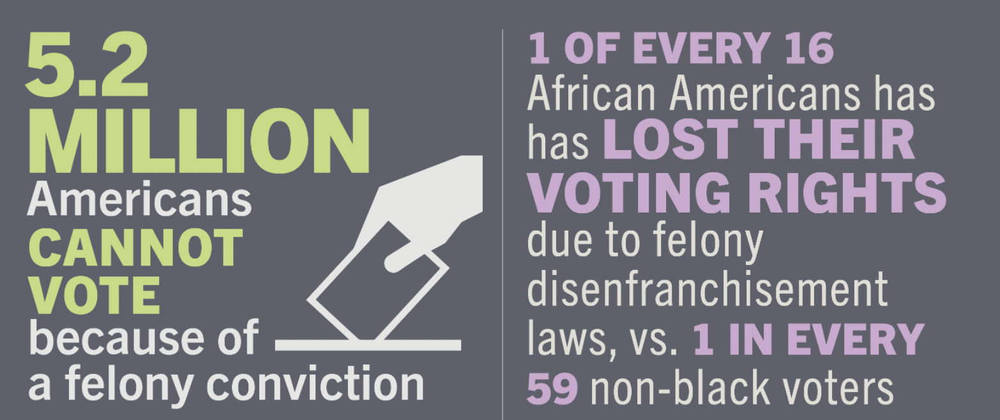 5.2
MILLION
Americans
CANNOT
VOTE
because of
a felony conviction
1 OF EVERY 16
African Americans has
has LOST THEIR
VOTING RIGHTS
due to felony
disenfranchisement
laws, vs. 1 IN EVERY
59 non-black voters